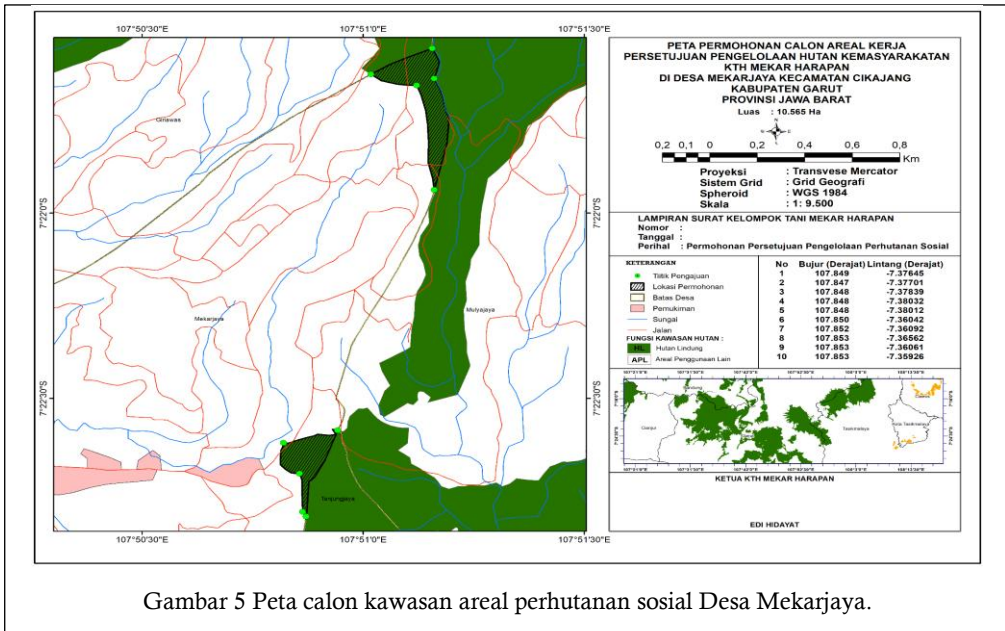 107°50'30"E 107°51'0"E 107°51'30"E
7°22'0"S
7°22'30"S
Mekarjaya
Mulyajaya
Tanjungjaya
107°50'30"E 107°51'0"E 107°51'30"E
7°22'0"S
7°22'30"S
PETA PERMOHONAN CALON AREAL KERJA
PERSETUJUAN PENGELOLAAN HUTAN KEMASYARAKATAN
KTH MEKAR HARAPAN
DI DESA MEKARJAYA KECAMATAN CIKAJANG
KABUPATEN GARUT
PROVINSI JAWA BARAT
Luas : 10.565 Ha
0,2 0,1 0 0,2 0,4 0,6 0,8
Km
Proyeksi : Transvese Mercator
Sistem Grid : Grid Geografi
Spheroid : WGS 1984
Skala : 1: 9.500
LAMPIRAN SURAT KELOMPOK TANI MEKAR HARAPAN
Nomor :
Tanggal :
Perihal : Permohonan Persetujuan Pengelolaan Perhutanan Sosial
KETERANGAN
Titik Pengajuan
Lokasi Permohonan
Batas Desa
Pemukiman
Sungai
Jalan
FUNGSI KAWASAN HUTAN :
HL Hutan Lindung
APL Areal Penggunaan Lain
No Bujur (Derajat) Lintang (Derajat)
1 107.849 -7.37645
2 107.847 -7.37701
3 107.848 -7.37839
4 107.848 -7.38032
5 107.848 -7.38012
6 107.850 -7.36042
7 107.852 -7.36092
8 107.853 -7.36562
9 107.853 -7.36061
10 107.853 -7.35926
Cianjur
Tasikmalaya
Kota Tasikmalaya
KETUA KTH MEKAR HARAPAN
EDI HIDAYAT
Gambar 5 Peta calon kawasan areal perhutanan sosial Desa Mekarjaya.